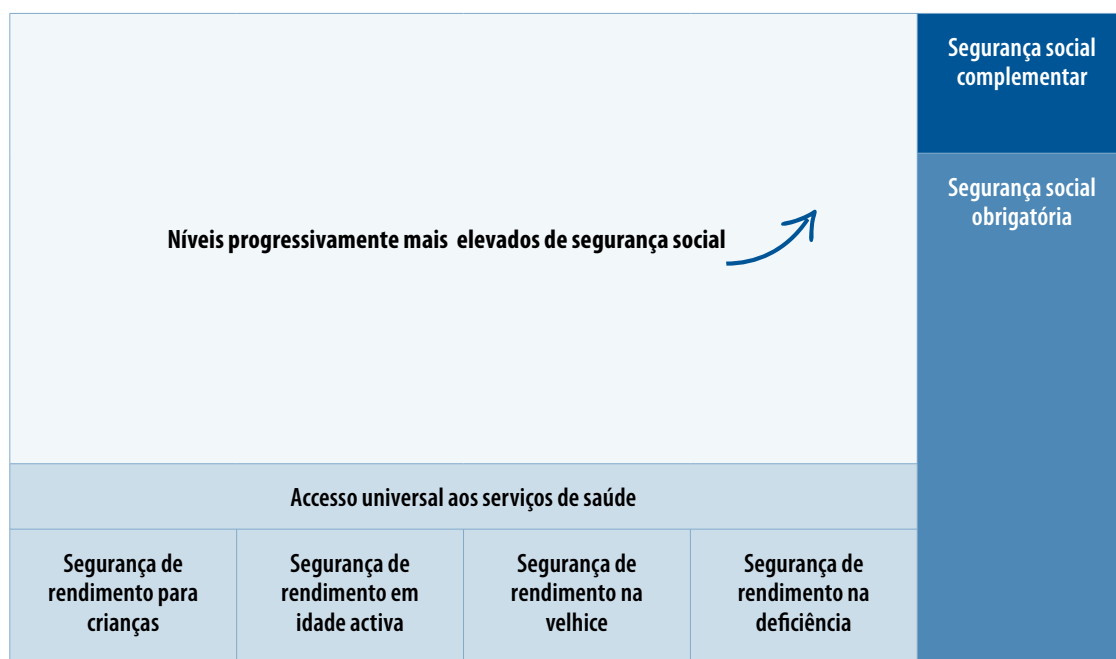 Segurança social
complementar
Segurança social
obrigatória
Níveis progressivamente mais elevados de segurança social
Accesso universal aos serviços de saúde
Segurança de
rendimento para
crianças
Segurança de
rendimento em
idade activa
Segurança de
rendimento na
velhice
Segurança de
rendimento na
deficiência